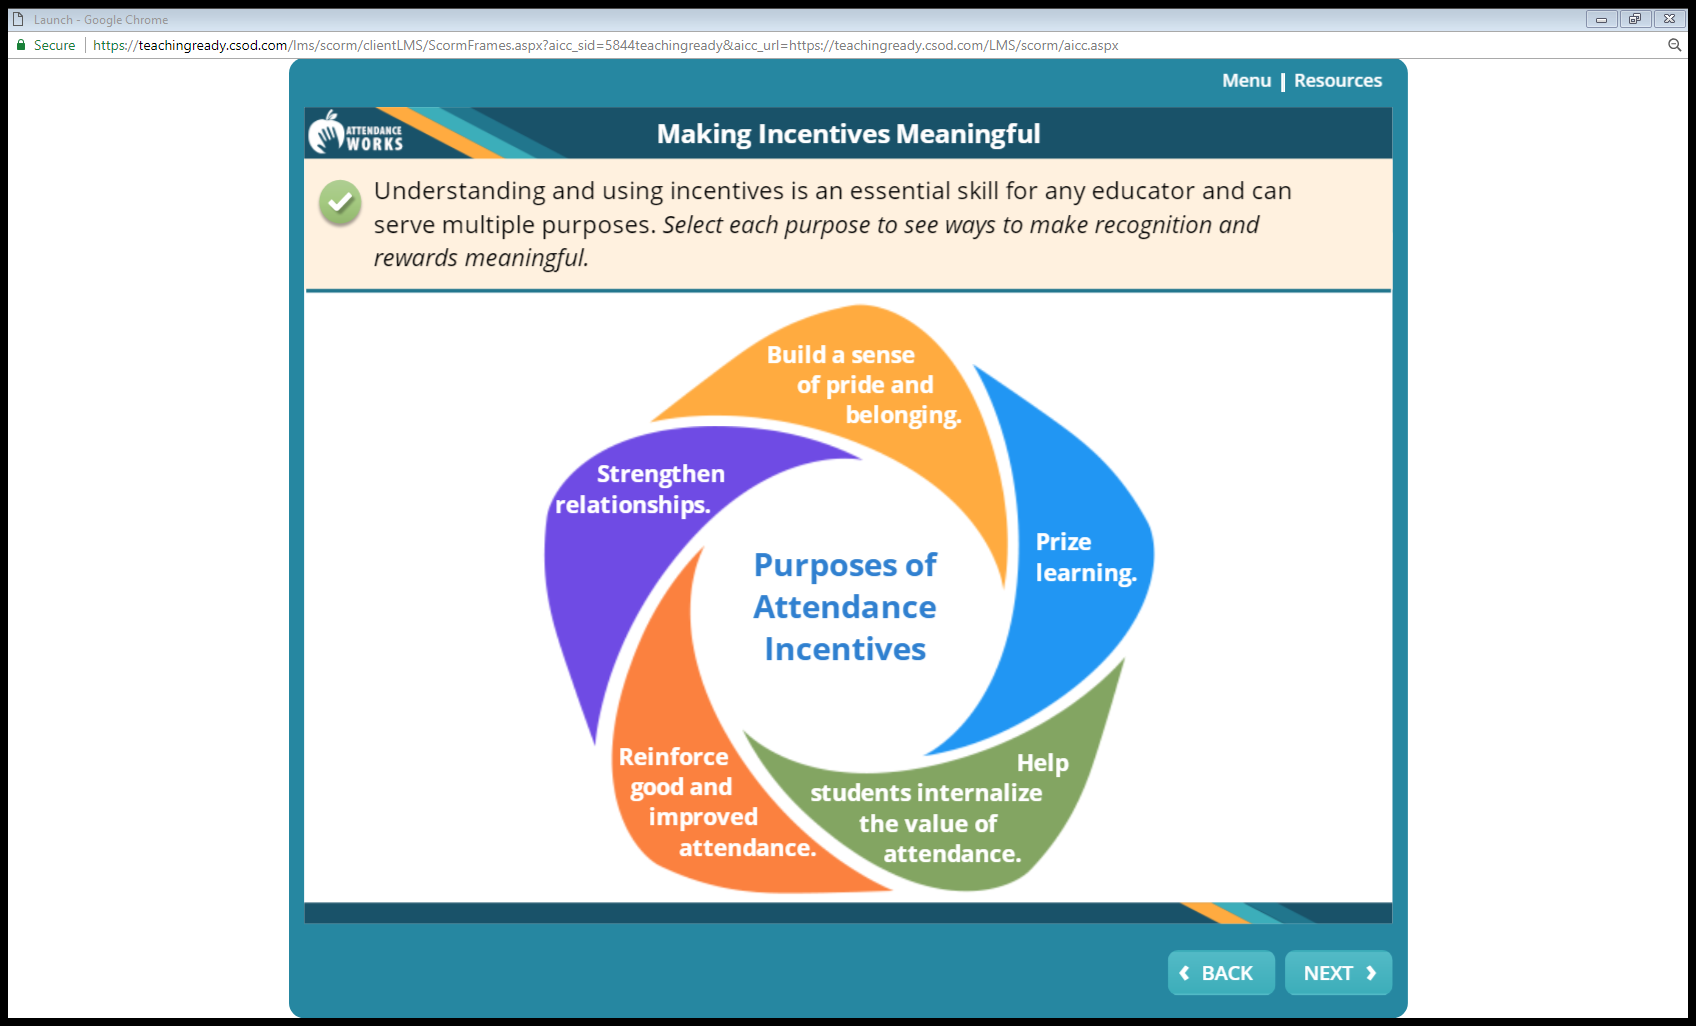 Launch - Google Chrome
Secure | https://teachingready.csod.com/lms/scorm/clientLMS/ScormFrames.aspx?aicc_sid=5844teachingready&aicc_url=https://teachingready.csod.com/LMS/scorm/aicc.aspx
Menu | Resources
ATTENDANCE
WORKS
Making Incentives Meaningful
Understanding and using incentives is an essential skill for any educator and can
serve multiple purposes. Select each purpose to see ways to make recognition and
rewards meaningful.
Build a sense
of pride and
belonging.
Strengthen
relationships.
Prize
learning.
Purposes of
Attendance
Incentives
Reinforce
good and
improved
attendance.
Help
students internalize
the value of
attendance.
BACK
NEXT